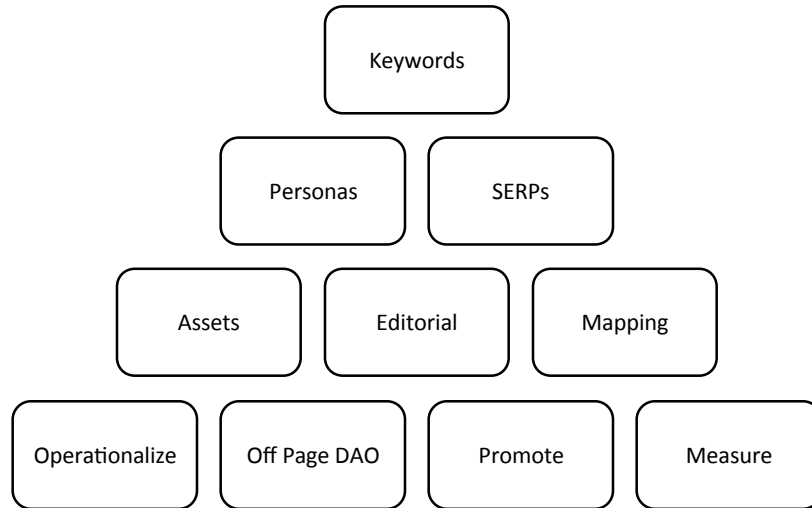 Keywords
Personas
SERPs
Assets
Editorial
Mapping
Operationalize
Off Page DAO
Promote
Measure